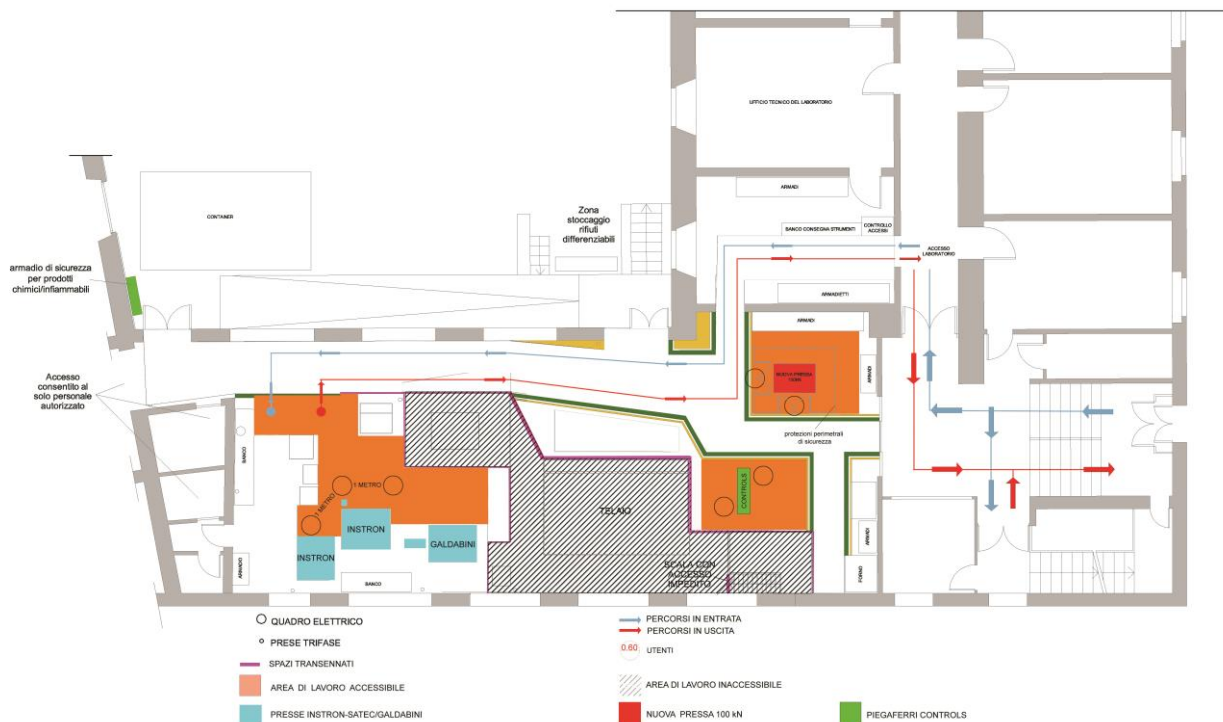 UFFICIO TECNICO DEL LABORATORIO
ARMADI
CONTAINER
Zona
stoccaggio
rifiuti
differenziabili
BANCO CONSEGNA STRUMENTI
CONTROLLO
ACCESSI
ACCESSO
LABORATORIO
armadio di sicurezza
per prodotti
chimici/infiammabili
ARMADIETTI
ARMADI
Accesso
consentito al
solo personale
autorizzato
NUOVA PRESSA
ARMADI
protezioni perimetrali
di sicurezza
BANCO
1 METRO
1 METRO
CONTROLS
TELAIO
INSTRON
INSTRON
GALDABINI
ARMADI
SCALA CON
ACCESSO
IMPEDITO
ARMADIO
BANCO
FORNO
QUADRO ELETTRICO
PRESE TRIFASE
SPAZI TRANSENNATI
AREA DI LAVORO ACCESSIBILE
PRESSE INSTRON-SATEC/GALDABINI
PERCORSI IN ENTRATA
PERCORSI IN USCITA
0.60 UTENTI
AREA DI LAVORO INACCESSIBILE
NUOVA PRESSA 100 kN
PIEGAFERRI CONTROLS